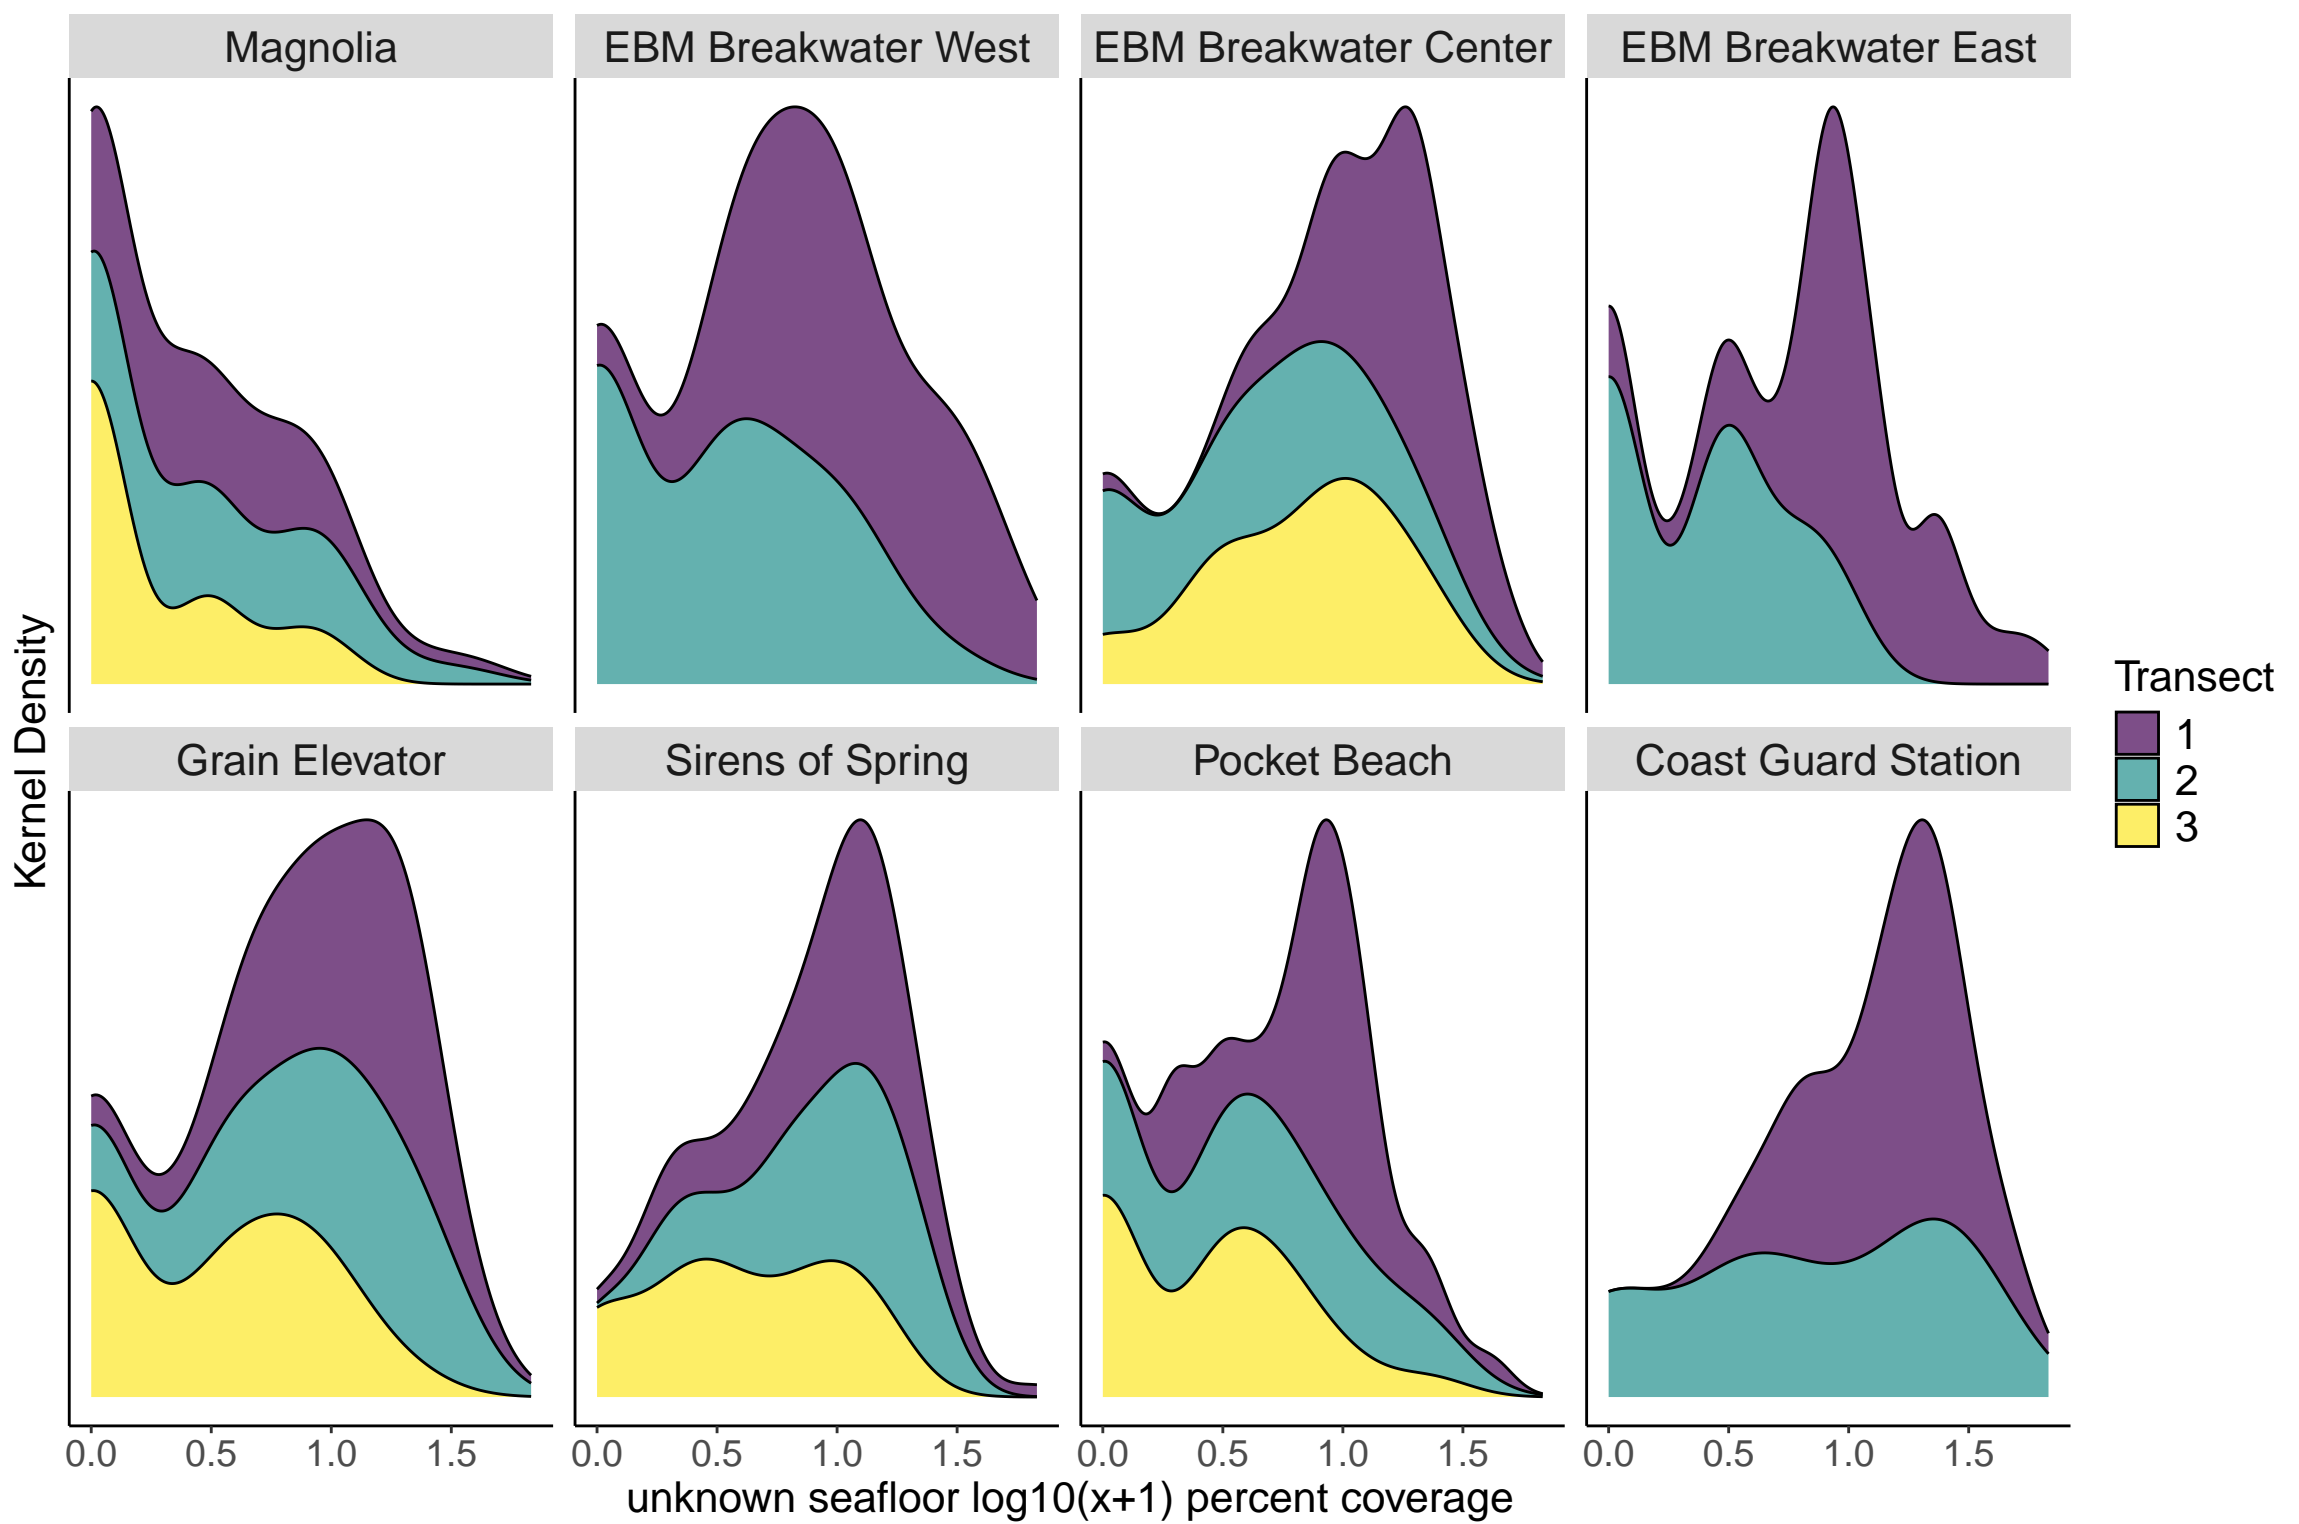 Magnolia
EBM Breakwater West
EBM Breakwater Center
EBM Breakwater East
Kernel Density
Grain Elevator
Sirens of Spring
Pocket Beach
Coast Guard Station
0.0 0.5 1.0 1.5
0.0 0.5 1.0 1.5
0.0 0.5 1.0 1.5
0.0 0.5 1.0 1.5
unknown seafloor log10(x+1) percent coverage
Transect
1
2
3